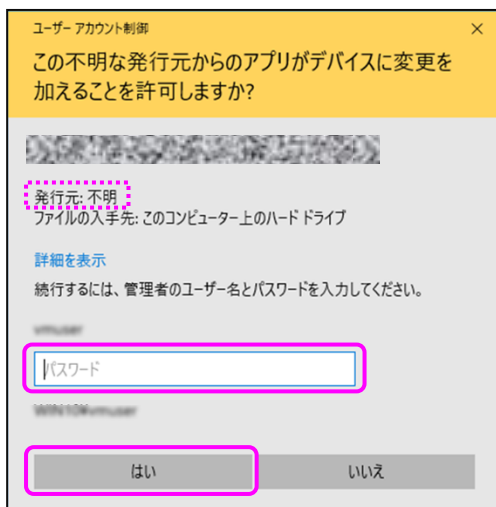 ユーザー アカウント制御
この不明な発行元からのアプリがデバイスに変更を
加えることを許可しますか?
発行元: 不明
ファイルの入手先: このコンピューター上のハード ドライブ
詳細を表示
続行するには、管理者のユーザー名とパスワードを入力してください。
vmuser
パスワード
WIN10¥vmuser
はい
いいえ